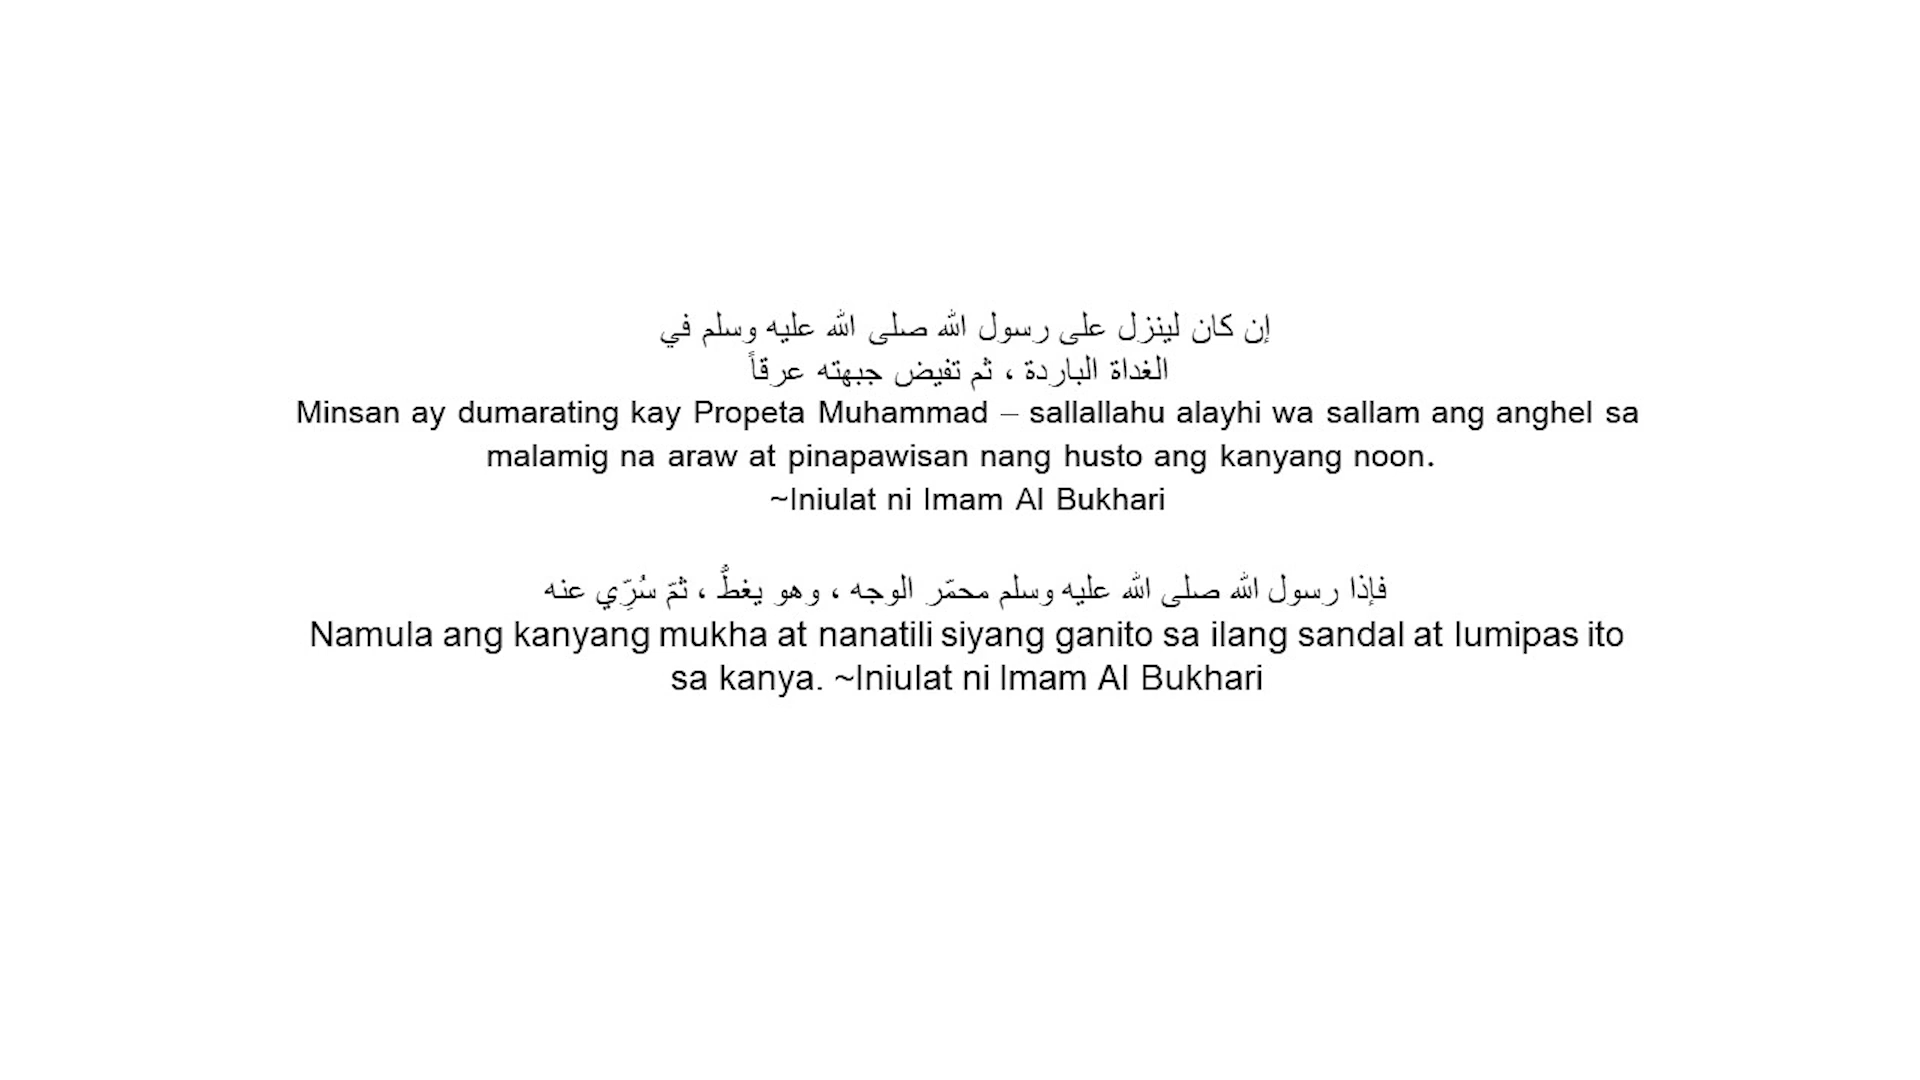 إن كان لينزل على رسول الله صلى الله عليه وسلم في
الغداة الباردة ، ثم تفيض جبهته عرقاً
Minsan ay dumarating kay Propeta Muhammad – sallallahu alayhi wa sallam ang anghel sa
malamig na araw at pinapawisan nang husto ang kanyang noon.
~Iniulat ni Imam Al Bukhari
فإذا رسول الله صلى الله عليه وسلم محمّر الوجه ، وهو يغطُّ ، ثمّ سُرِّي عنه
Namula ang kanyang mukha at nanatili siyang ganito sa ilang sandal at lumipas ito
sa kanya. ~Iniulat ni Imam Al Bukhari